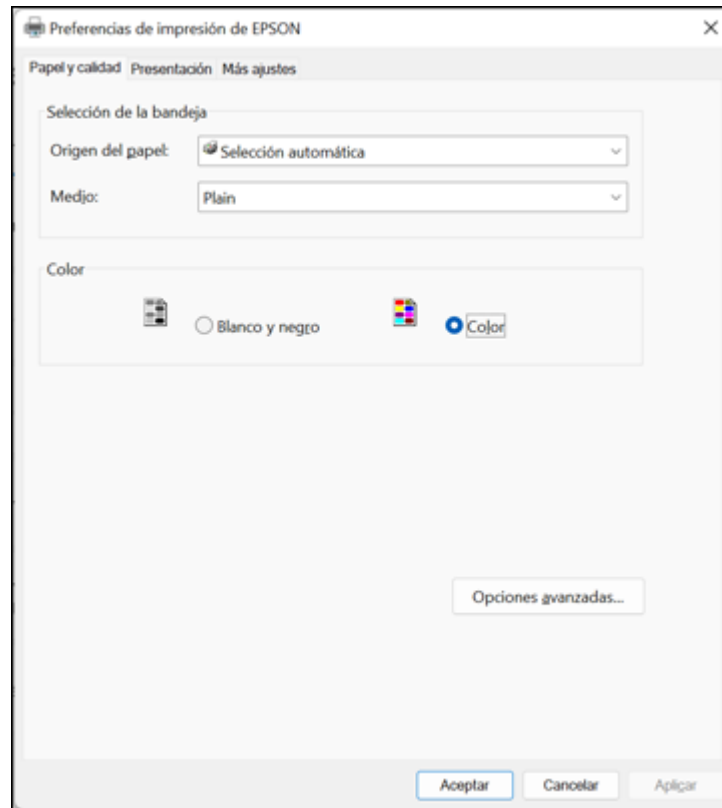 Preferencias de impresión de EPSON
Papel y calidad Presentación Más ajustes
Selección de la bandeja
Origen del papel: Selección automática
Medio: Plain
Color
Blanco y negro Color
Opciones avanzadas...
Aceptar Cancelar Aplicar